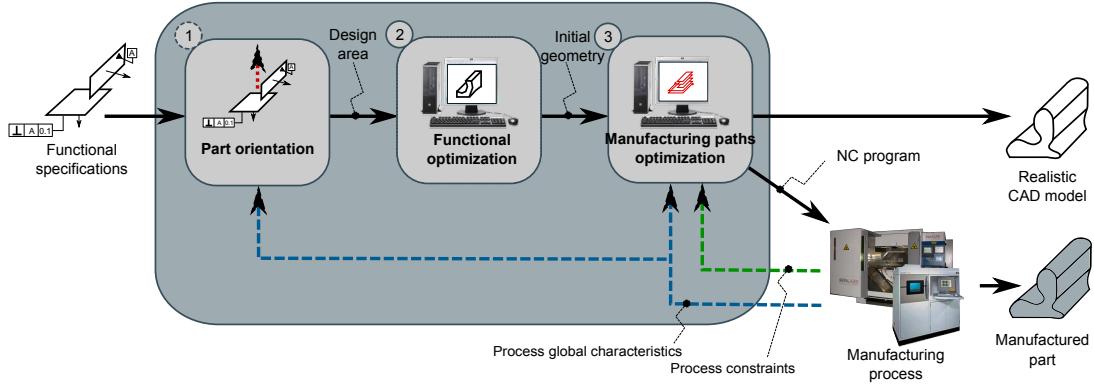 1
2
3
Design
area
Initial
geometry
A
A
⊥ A 0.1
⊥ A 0.1
Functional
specifications
Part orientation
Functional
optimization
Manufacturing paths
optimization
NC program
Realistic
CAD model
Process global characteristics
Process constraints
Manufacturing
process
Manufactured
part